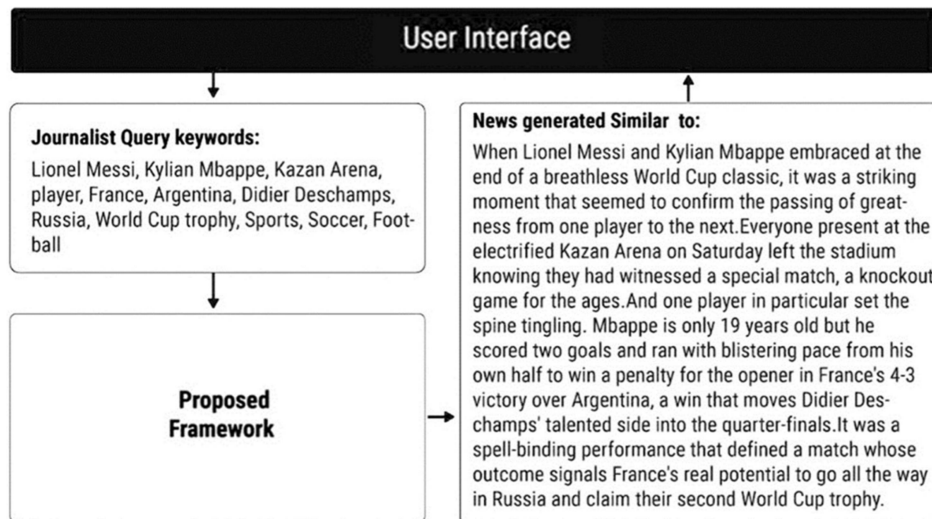 User Interface
Journalist Query keywords:
Lionel Messi, Kylian Mbappe, Kazan Arena,
player, France, Argentina, Didier Deschamps,
Russia, World Cup trophy, Sports, Soccer, Foot-
ball
Proposed
Framework
News generated Similar to:
When Lionel Messi and Kylian Mbappe embraced at the
end of a breathless World Cup classic, it was a striking
moment that seemed to confirm the passing of great-
ness from one player to the next.Everyone present at the
electrified Kazan Arena on Saturday left the stadium
knowing they had witnessed a special match, a knockout
game for the ages.And one player in particular set the
spine tingling. Mbappe is only 19 years old but he
scored two goals and ran with blistering pace from his
own half to win a penalty for the opener in France's 4-3
victory over Argentina, a win that moves Didier Des-
champs' talented side into the quarter-finals.It was a
spell-binding performance that defined a match whose
outcome signals France's real potential to go all the way
in Russia and claim their second World Cup trophy.